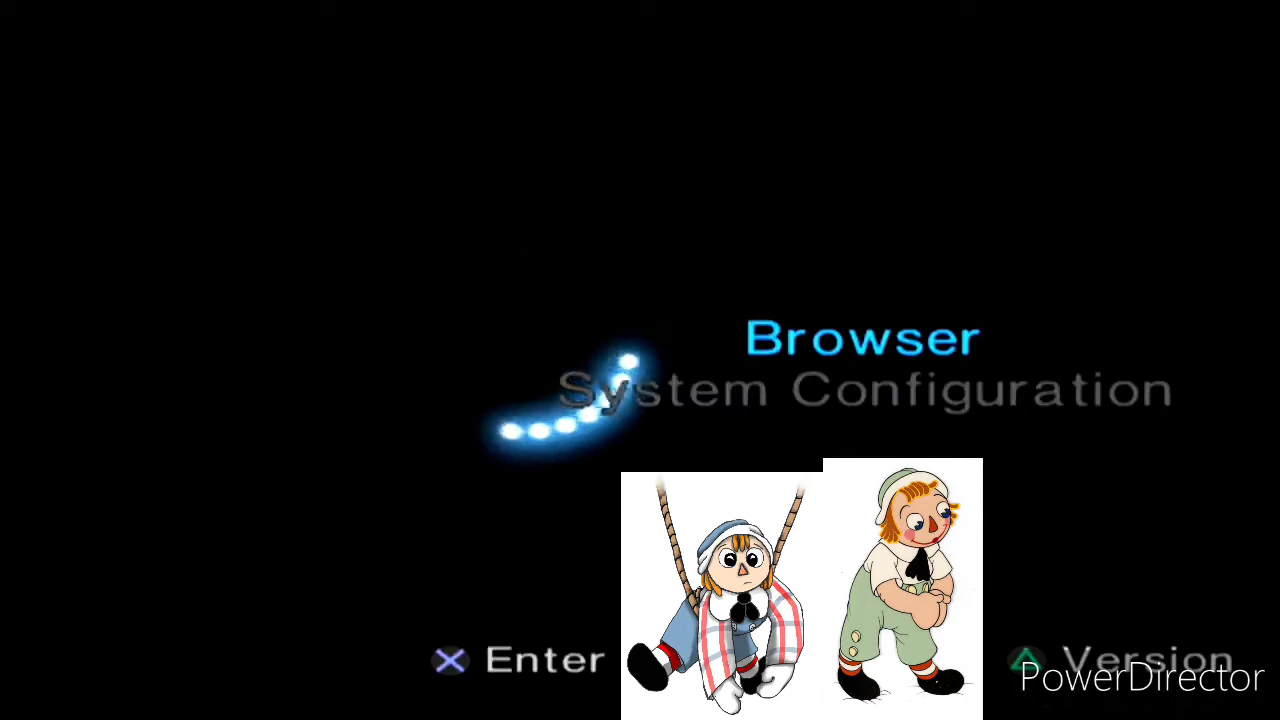 Browser
System Configuration
Enter
Version
PowerDirector